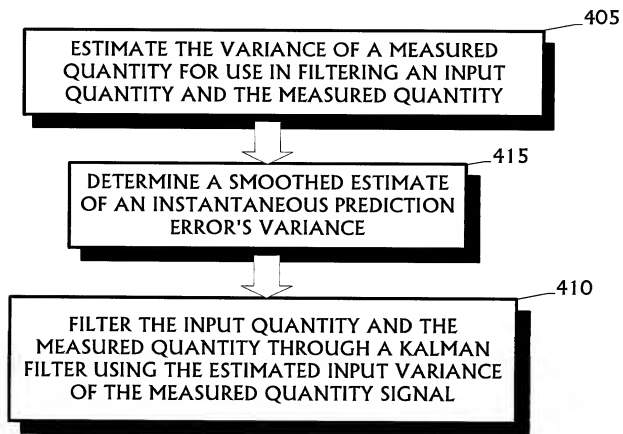 405
ESTIMATE THE VARIANCE OF A MEASURED
QUANTITY FOR USE IN FILTERING AN INPUT
QUANTITY AND THE MEASURED QUANTITY
415
DETERMINE A SMOOTHED ESTIMATE
OF AN INSTANTANEOUS PREDICTION
ERROR'S VARIANCE
410
FILTER THE INPUT QUANTITY AND THE
MEASURED QUANTITY THROUGH A KALMAN
FILTER USING THE ESTIMATED INPUT VARIANCE
OF THE MEASURED QUANTITY SIGNAL